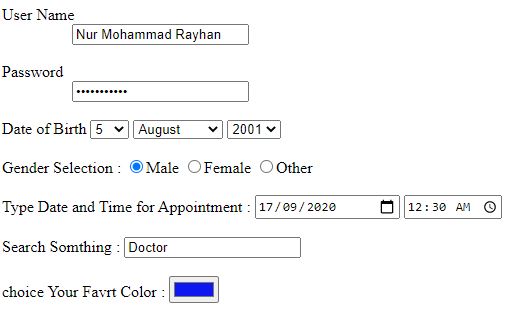 User Name
Nur Mohammad Rayhan
Password
•••••••••••
Date of Birth 5 August 2001
Gender Selection : Male Female Other
Type Date and Time for Appointment : 17/09/2020 12:30 AM
Search Somthing : Doctor
choice Your Favrt Color :